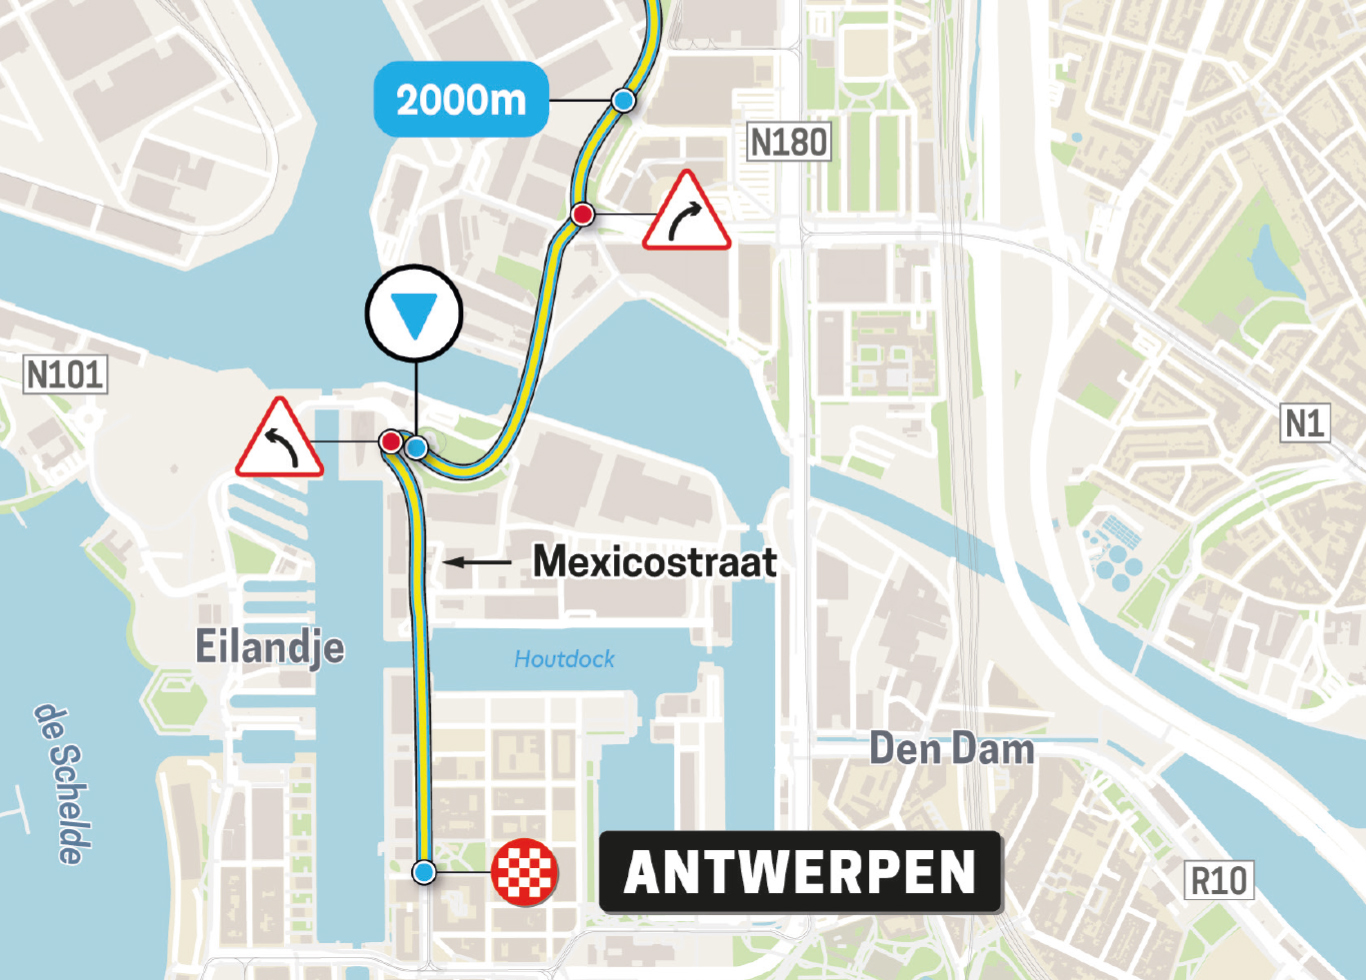 2000m
N180
N101
N1
Mexicostraat
Eilandje
Houtdock
de Schelde
Den Dam
ANTWERPEN
R10